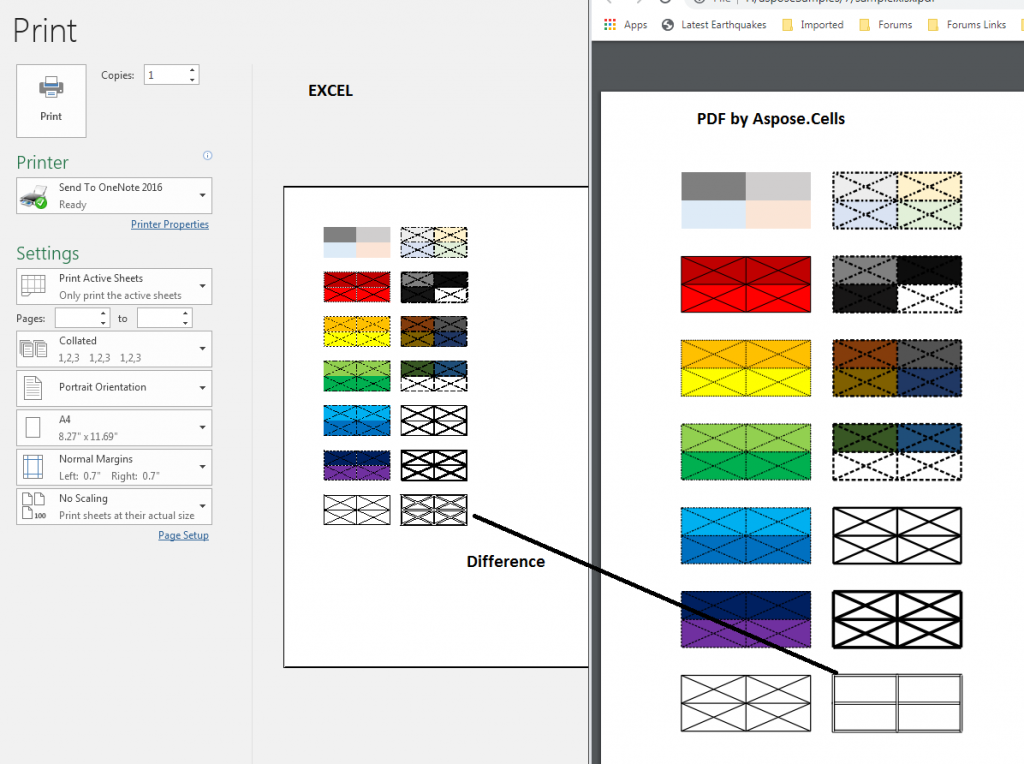 Print
Copies: 1
Print
Printer
Send To OneNote 2016
Ready
Printer Properties
Settings
Print Active Sheets
Only print the active sheets
Pages: to
Collated
1,2,3 1,2,3 1,2,3
Portrait Orientation
A4
8.27" x 11.69"
Normal Margins
Left: 0.7" Right: 0.7"
No Scaling
100
Print sheets at their actual size
Page Setup
EXCEL
Difference
Apps Latest Earthquakes Imported Forums Forums Links
PDF by Aspose.Cells